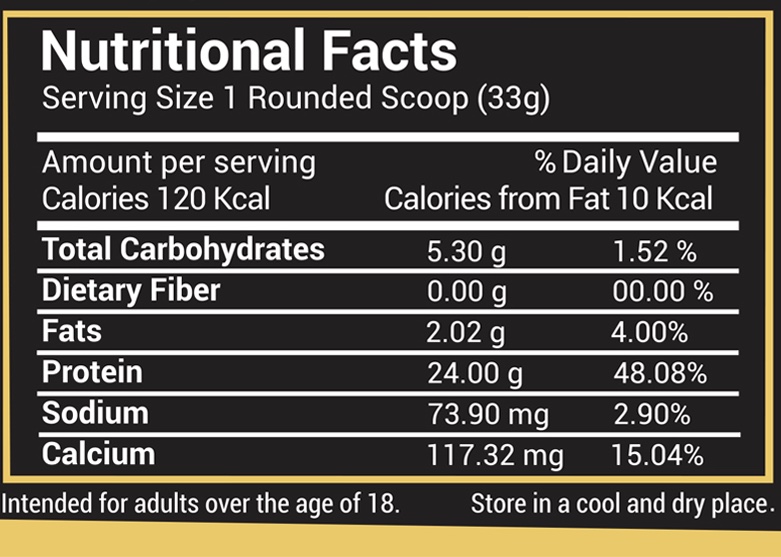 Nutritional Facts
Serving Size 1 Rounded Scoop (33g)
Amount per serving % Daily Value
Calories 120 Kcal Calories from Fat 10 Kcal
Total Carbohydrates 5.30 g 1.52 %
Dietary Fiber 0.00 g 00.00 %
Fats 2.02 g 4.00%
Protein 24.00 g 48.08%
Sodium 73.90 mg 2.90%
Calcium 117.32 mg 15.04%
Intended for adults over the age of 18. Store in a cool and dry place.